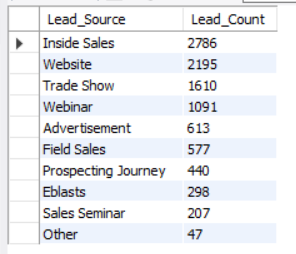 Lead_Source Lead_Count
Inside Sales 2786
Website 2195
Trade Show 1610
Webinar 1091
Advertisement 613
Field Sales 577
Prospecting Journey 440
Eblasts 298
Sales Seminar 207
Other 47